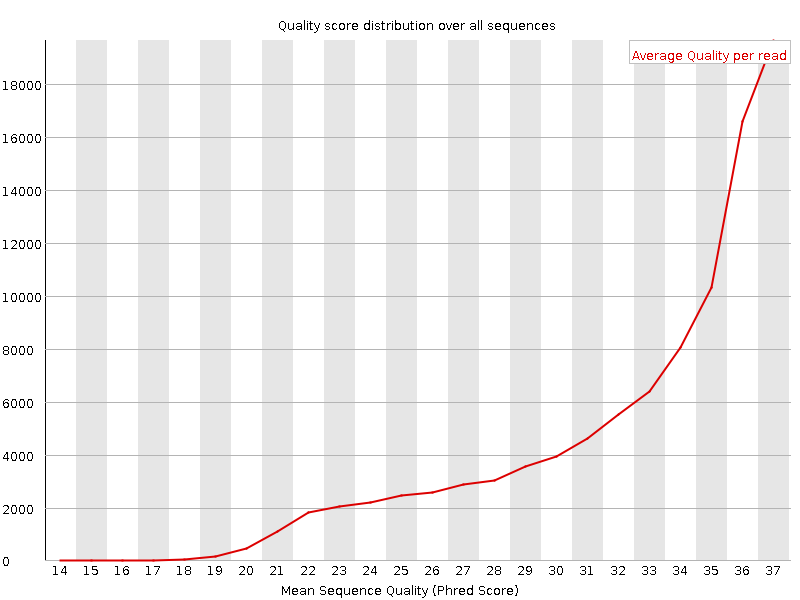 Quality score distribution over all sequences
Average Quality per read
18000
16000
14000
12000
10000
8000
6000
4000
2000
0
14 15 16 17 18 19 20 21 22 23 24 25 26 27 28 29 30 31 32 33 34 35 36 37
Mean Sequence Quality (Phred Score)